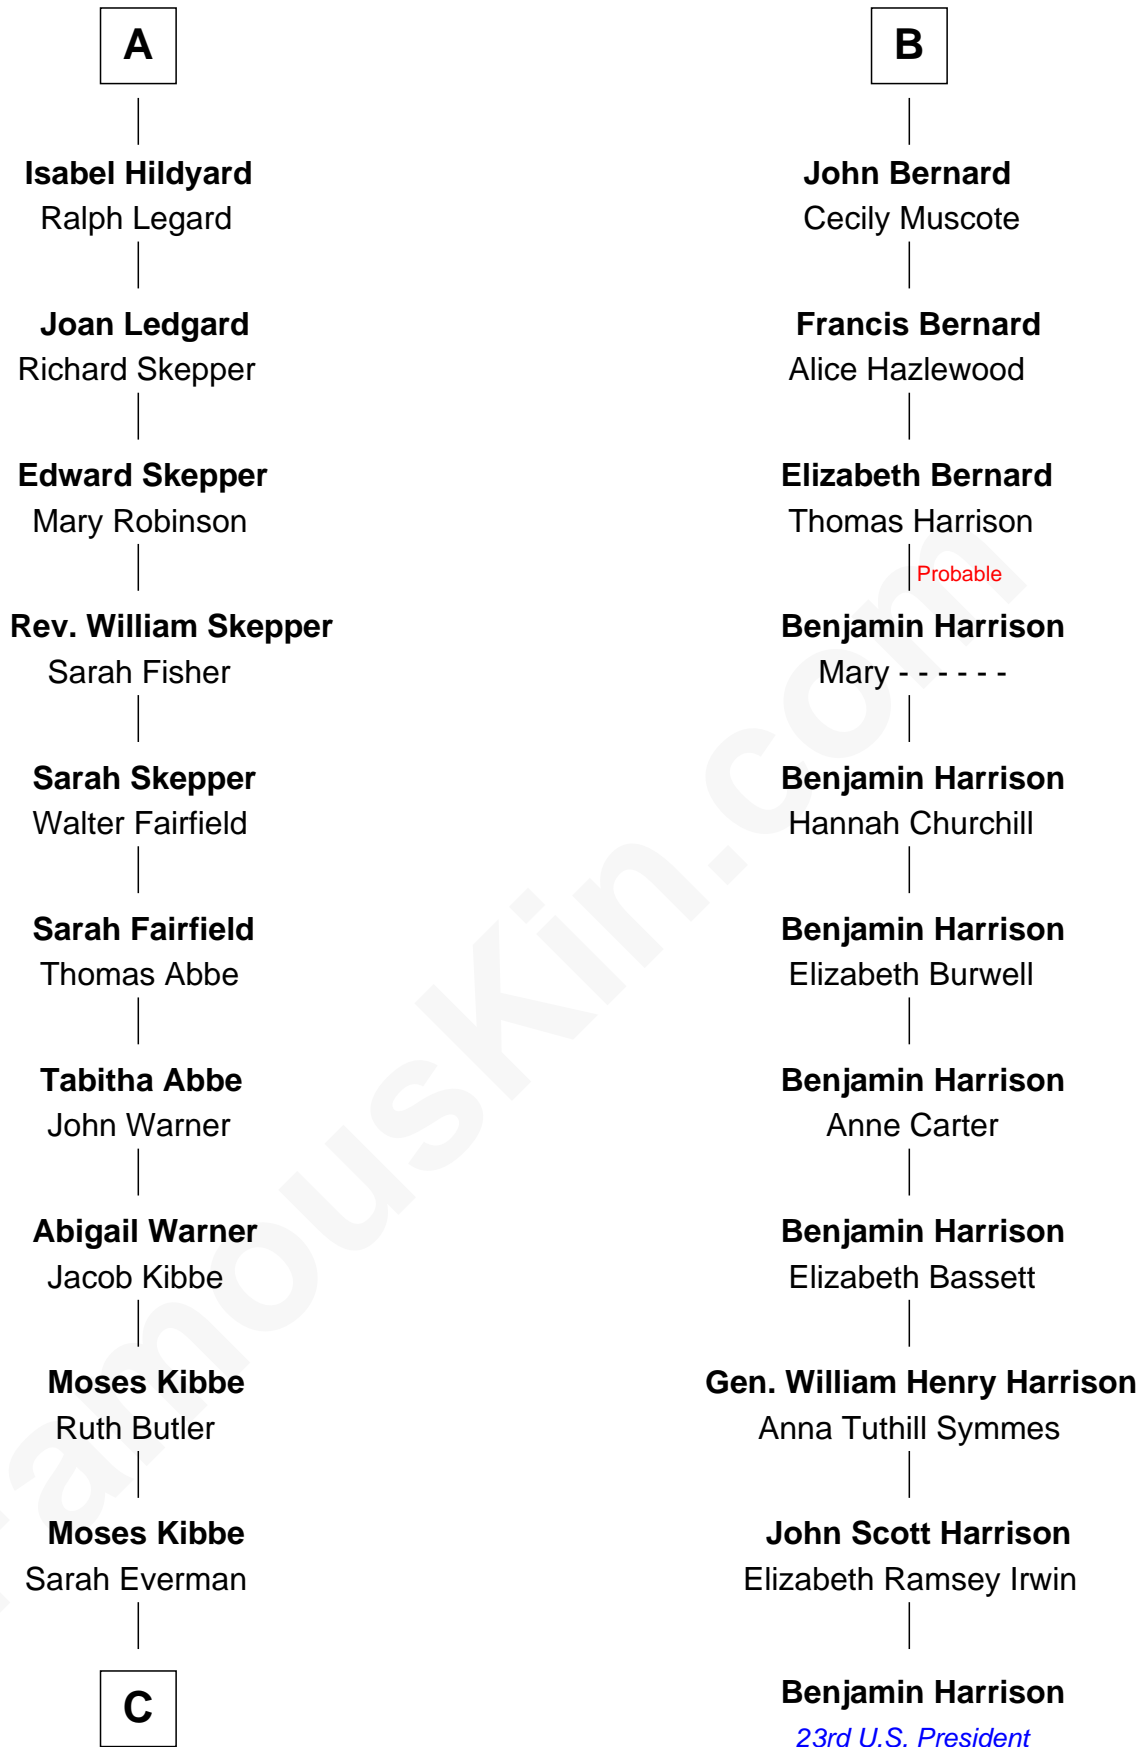 A
Isabel Hildyard
Ralph Legard
Joan Ledgard
Richard Skepper
Edward Skepper
Mary Robinson
Rev. William Skepper
Sarah Fisher
Sarah Skepper
Walter Fairfield
Sarah Fairfield
Thomas Abbe
Tabitha Abbe
John Warner
Abigail Warner
Jacob Kibbe
Moses Kibbe
Ruth Butler
Moses Kibbe
Sarah Everman
C
B
John Bernard
Cecily Muscote
Francis Bernard
Alice Hazlewood
Elizabeth Bernard
Thomas Harrison
Probable
Benjamin Harrison
Mary - - - - - -
Benjamin Harrison
Hannah Churchill
Benjamin Harrison
Elizabeth Burwell
Benjamin Harrison
Anne Carter
Benjamin Harrison
Elizabeth Bassett
Gen. William Henry Harrison
Anna Tuthill Symmes
John Scott Harrison
Elizabeth Ramsey Irwin
Benjamin Harrison
23rd U.S. President
FamousKin.com